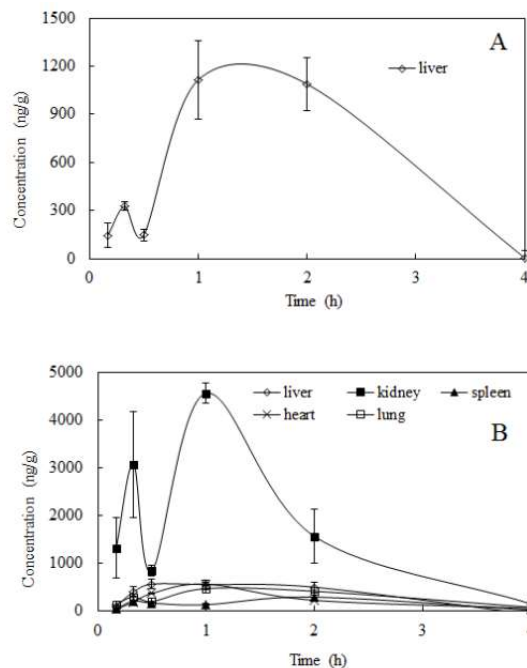 1500
A
1200
liver
900
600
300
0
Concentration (ng/g)
0 1 2 3 4
Time (h)
5000
liver kidney spleen
heart lung
4000
B
3000
2000
1000
0
Concentration (ng/g)
0 1 2 3
Time (h)